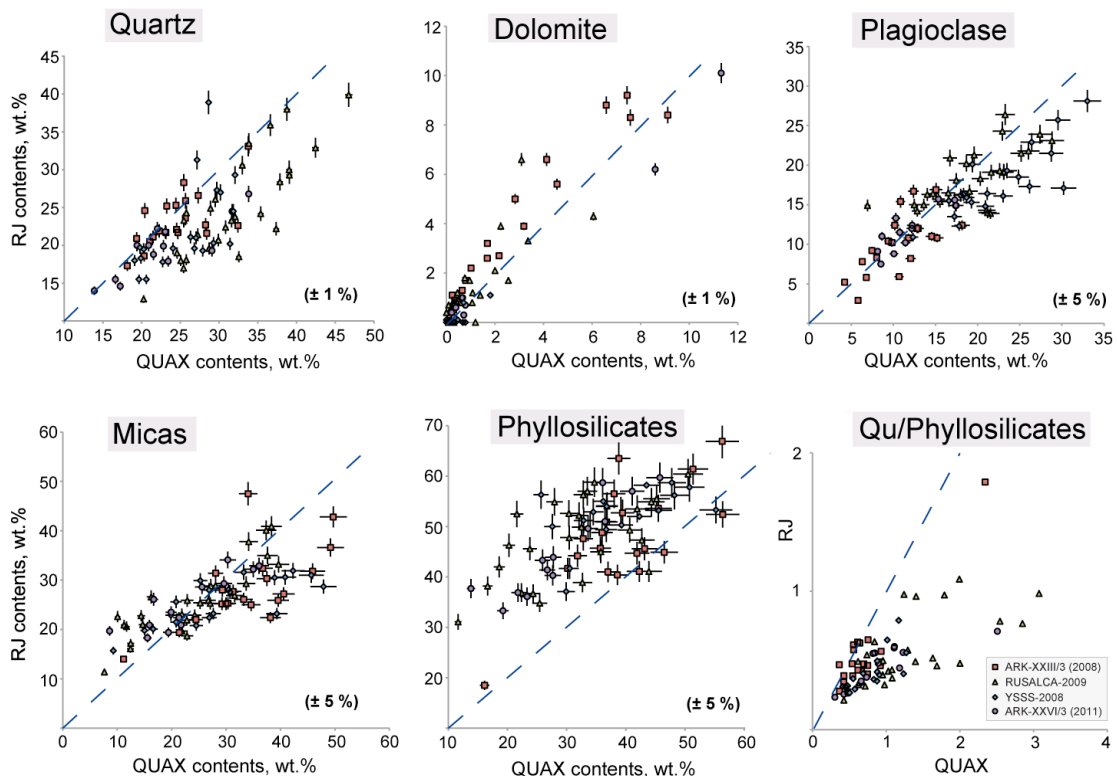 Quartz
Dolomite
Plagioclase
RJ contents, wt.%
45
40
35
30
25
20
15
10 15 20 25 30 35 40 45 50
(± 1 %)
QUAX contents, wt.%
12
10
8
6
4
2
0 1 2 3 4 5 6 7 8 9 10 11 12
(± 1 %)
QUAX contents, wt.%
35
30
25
20
15
10
5
0 5 10 15 20 25 30 35
(± 5 %)
QUAX contents, wt.%
Micas
Phyllosilicates
Qu/Phyllosilicates
RJ contents, wt.%
60
50
40
30
20
10
0 10 20 30 40 50 60
(± 5 %)
QUAX contents, wt.%
70
60
50
40
30
20
10 20 30 40 50 60
(± 5 %)
QUAX contents, wt.%
RJ
2
1
0 1 2 3 4
ARK-XXIII/3 (2008)
RUSALCA-2009
YSSS-2008
ARK-XXVI/3 (2011)
QUAX